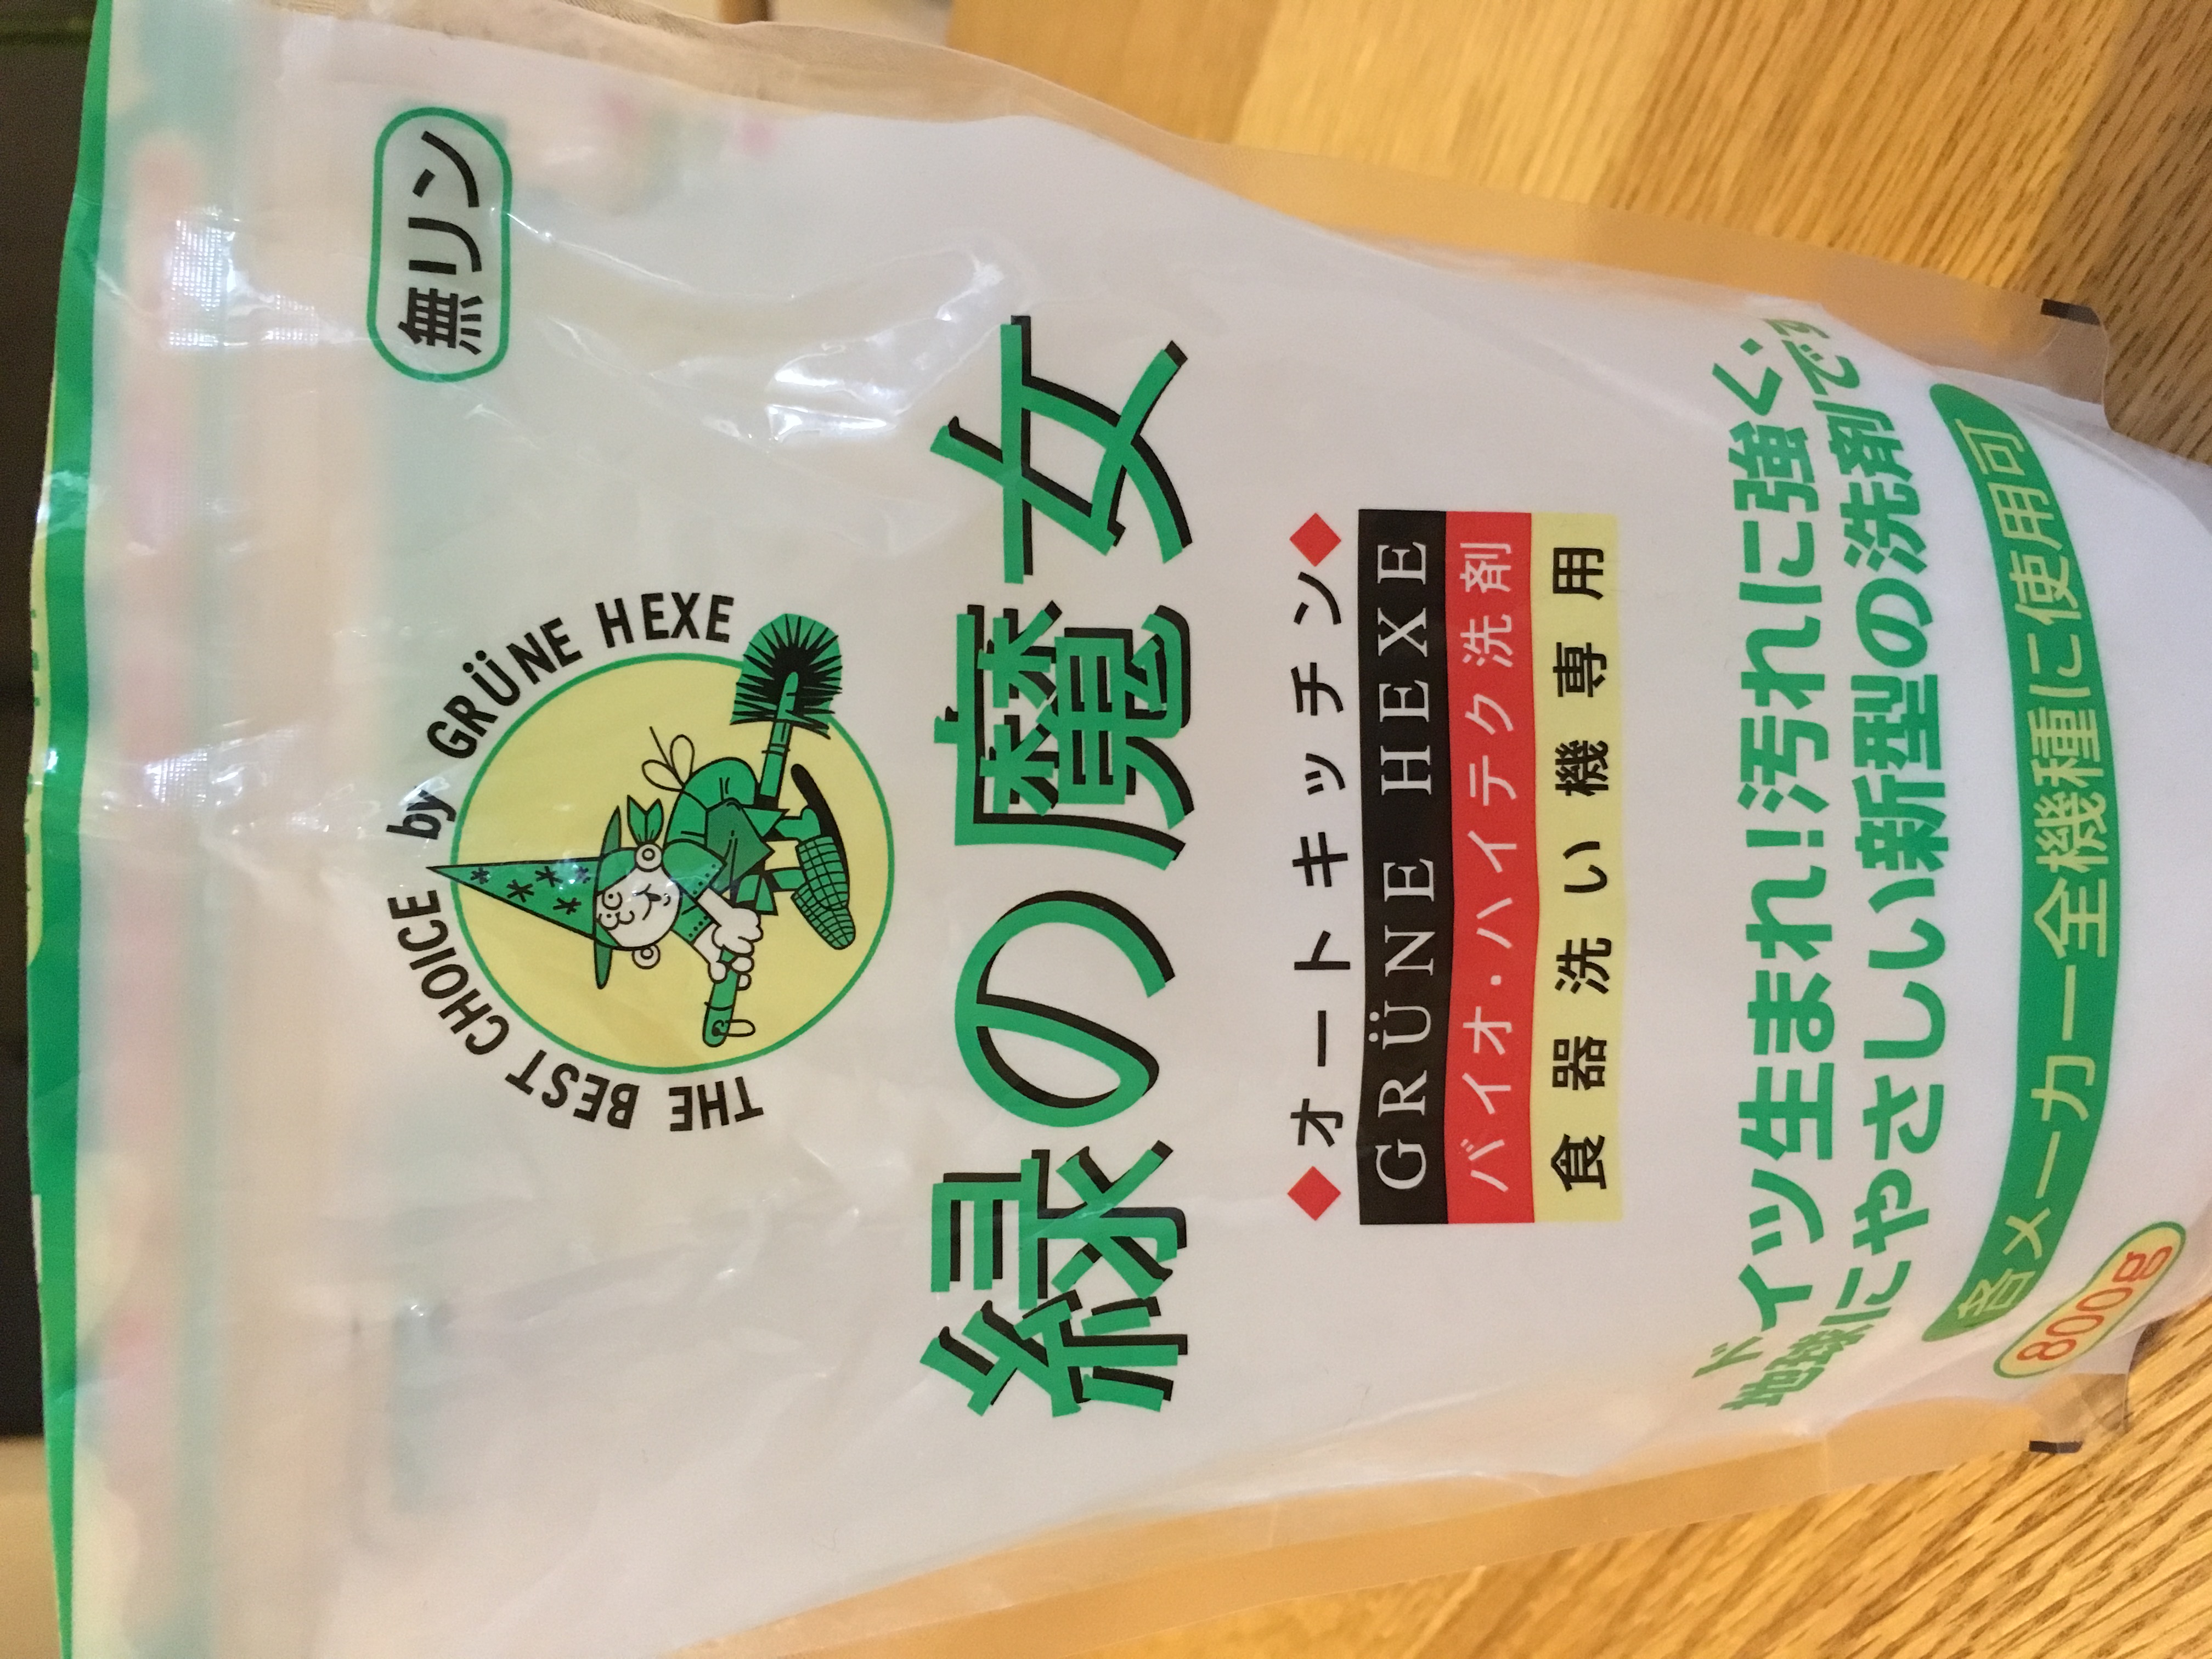 無リン
THE BEST CHOICE by GRÜNE HEXE
緑の魔女
◆オートキッチン◆
GRÜNE HEXE
バイオ・ハイテク洗剤
食器洗い機専用
ドイツ生まれ!汚れに強く、
地球にやさしい新型の洗剤です
各メーカー全機種に使用可
800g